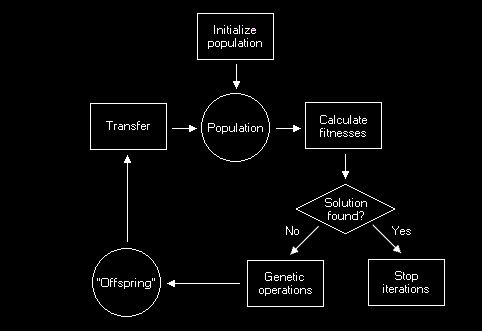 Initialize
population
Transfer
Population
Calculate
fitnesses
Solution
found?
No
Yes
"Offspring"
Genetic
operations
Stop
iterations